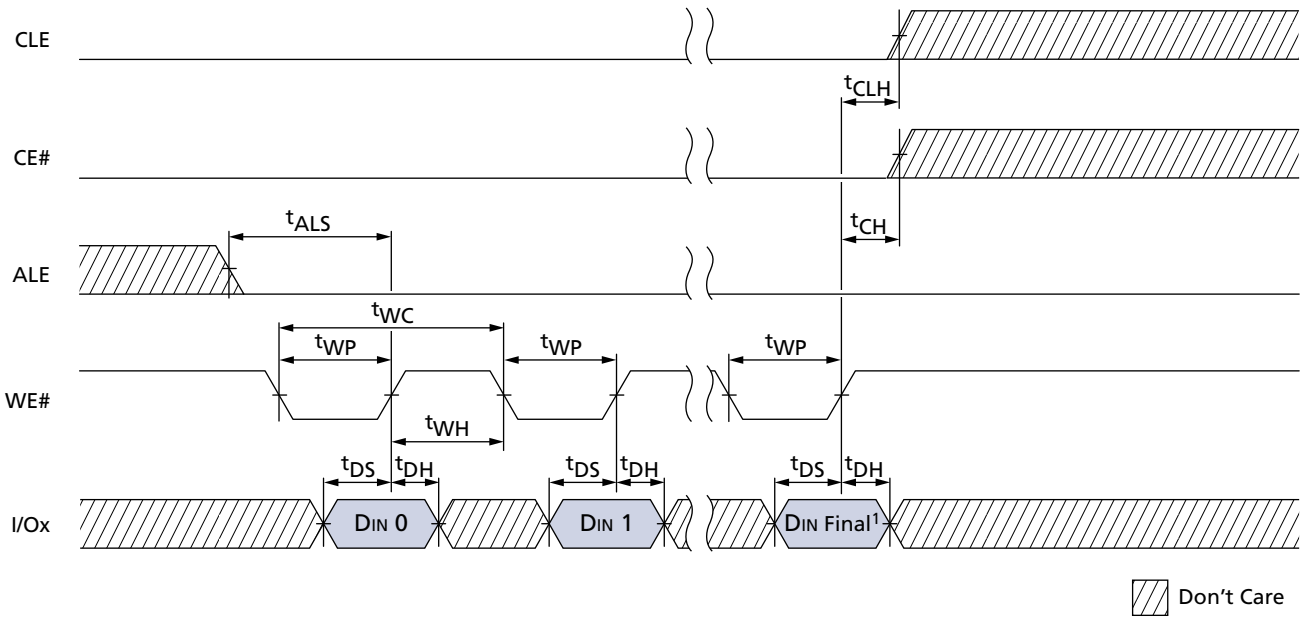 CLE
tCLH
CE#
tCH
tALS
ALE
tWC
tWP tWP tWP
WE#
tWH
tDS tDH tDS tDH tDS tDH
I/Ox DIN 0 DIN 1 DIN Final1
Don't Care